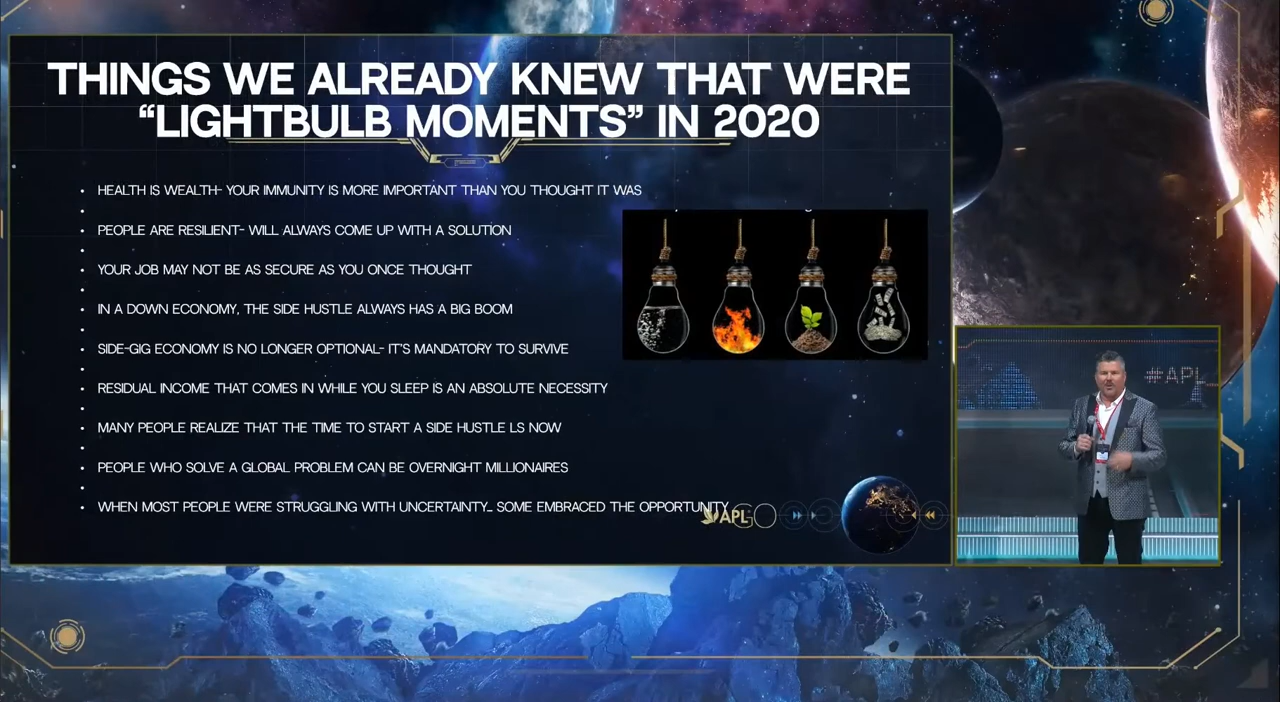 THINGS WE ALREADY KNEW THAT WERE
“LIGHTBULB MOMENTS” IN 2020
• HEALTH IS WEALTH- YOUR IMMUNITY IS MORE IMPORTANT THAN YOU THOUGHT IT WAS
• PEOPLE ARE RESILIENT- WILL ALWAYS COME UP WITH A SOLUTION
• YOUR JOB MAY NOT BE AS SECURE AS YOU ONCE THOUGHT
• IN A DOWN ECONOMY, THE SIDE HUSTLE ALWAYS HAS A BIG BOOM
• SIDE-GIG ECONOMY IS NO LONGER OPTIONAL- IT'S MANDATORY TO SURVIVE
• RESIDUAL INCOME THAT COMES IN WHILE YOU SLEEP IS AN ABSOLUTE NECESSITY
• MANY PEOPLE REALIZE THAT THE TIME TO START A SIDE HUSTLE LS NOW
• PEOPLE WHO SOLVE A GLOBAL PROBLEM CAN BE OVERNIGHT MILLIONAIRES
• WHEN MOST PEOPLE WERE STRUGGLING WITH UNCERTAINTY... SOME EMBRACED THE OPPORTUNITY
APLGO
#APL